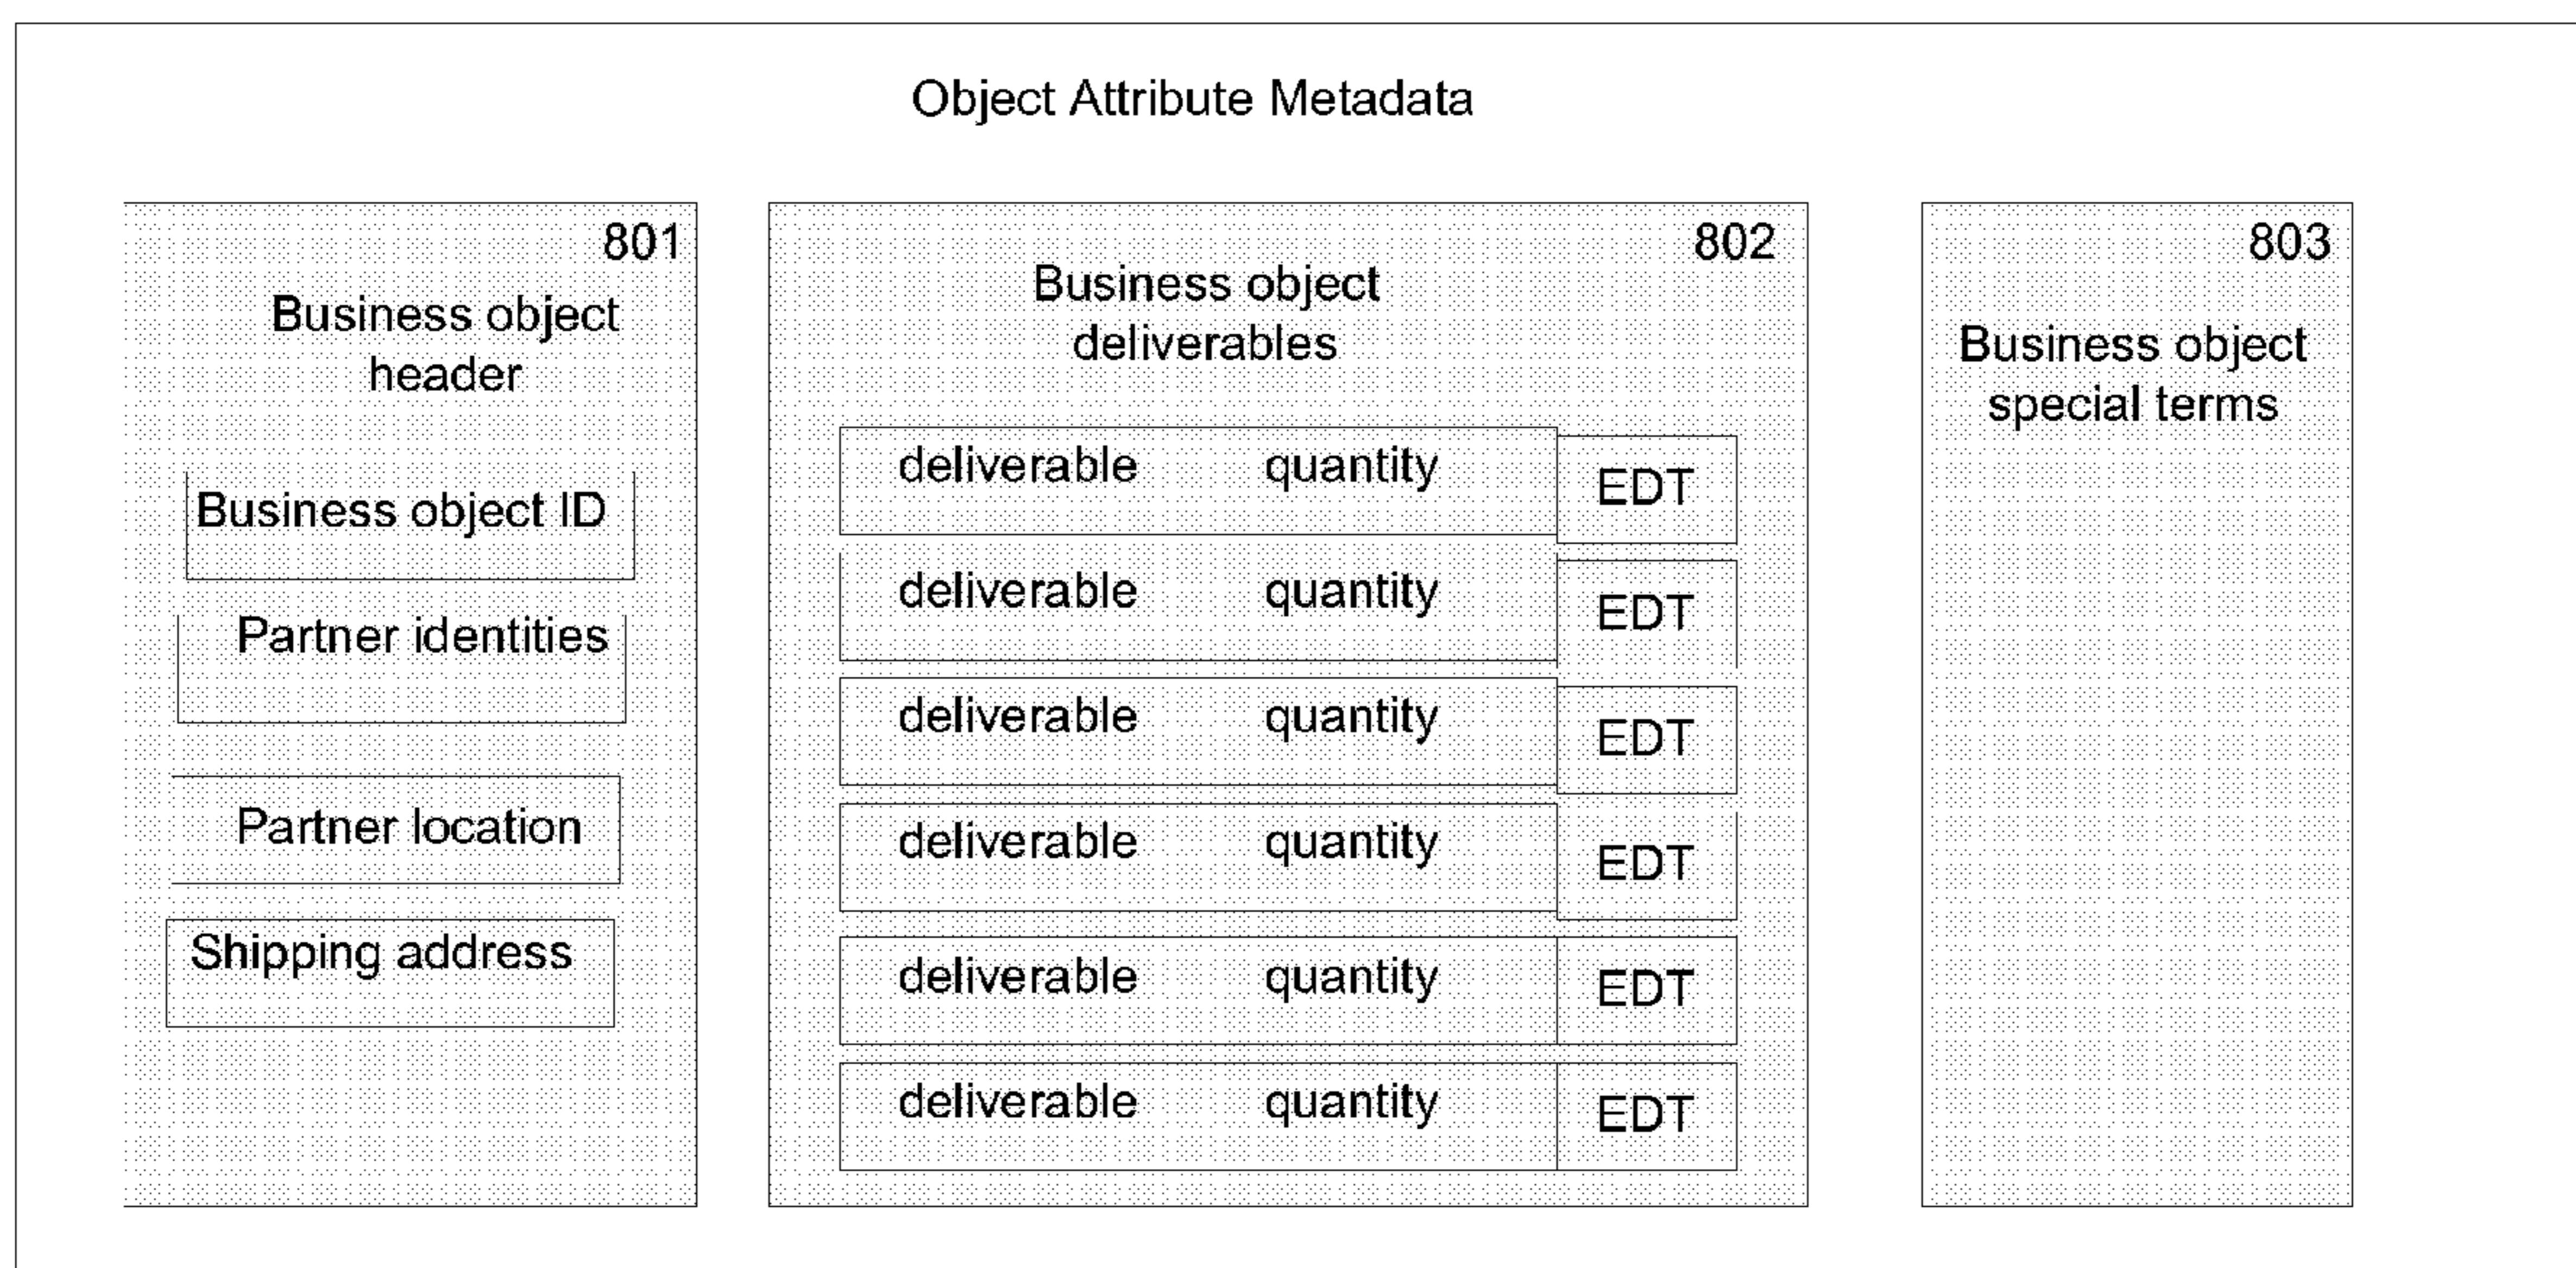 Object Attribute Metadata
801
Business object
header
Business object ID
Partner identities
Partner location
Shipping address
802
Business object
deliverables
deliverable quantity EDT
deliverable quantity EDT
deliverable quantity EDT
deliverable quantity EDT
deliverable quantity EDT
deliverable quantity EDT
803
Business object
special terms